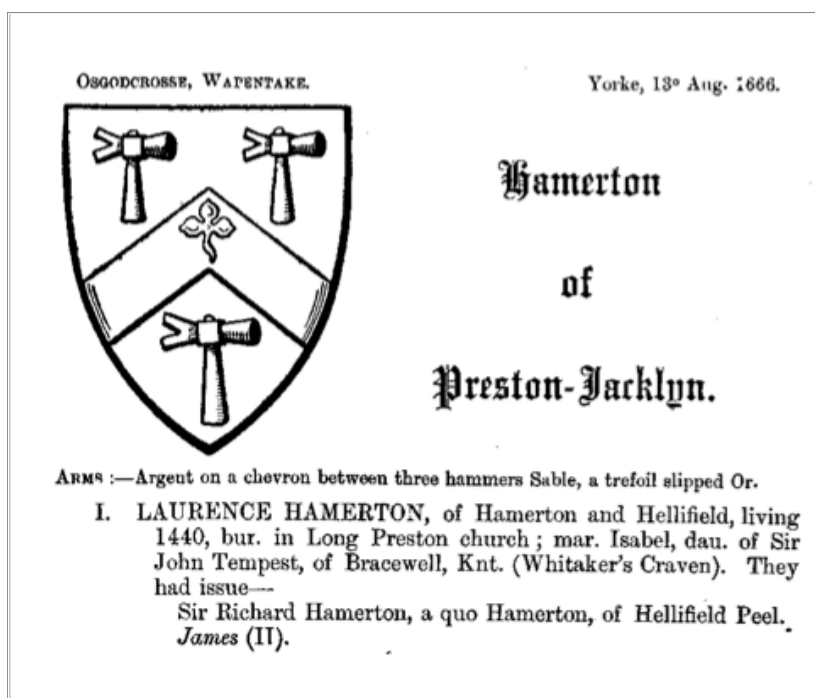 OSGODCROSSE, WAPENTAKE.
Yorke, 13º Aug. 1666.
Hamerton
of
Preston-Jacklyn.
ARMS :—Argent on a chevron between three hammers Sable, a trefoil slipped Or.
I. LAURENCE HAMERTON, of Hamerton and Hellifield, living
1440, bur. in Long Preston church ; mar. Isabel, dau. of Sir
John Tempest, of Bracewell, Knt. (Whitaker's Craven). They
had issue—
Sir Richard Hamerton, a quo Hamerton, of Hellifield Peel.
James (II).